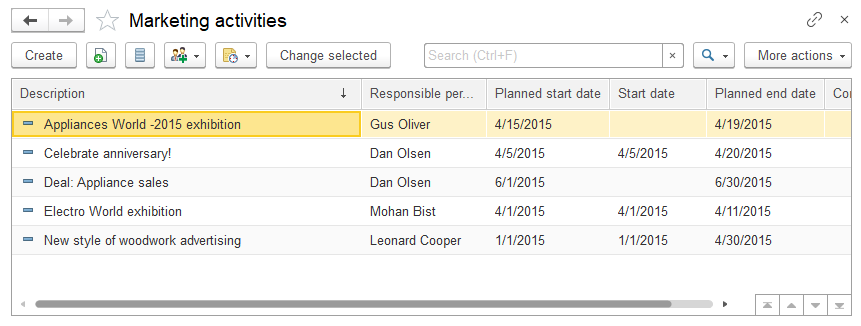 Marketing activities
Create Change selected Search (Ctrl+F) × More actions
Description ↓ Responsible per... Planned start date Start date Planned end date Cor
Appliances World -2015 exhibition Gus Oliver 4/15/2015 4/19/2015
Celebrate anniversary! Dan Olsen 4/5/2015 4/5/2015 4/20/2015
Deal: Appliance sales Dan Olsen 6/1/2015 6/30/2015
Electro World exhibition Mohan Bist 4/1/2015 4/1/2015 4/11/2015
New style of woodwork advertising Leonard Cooper 1/1/2015 1/1/2015 4/30/2015